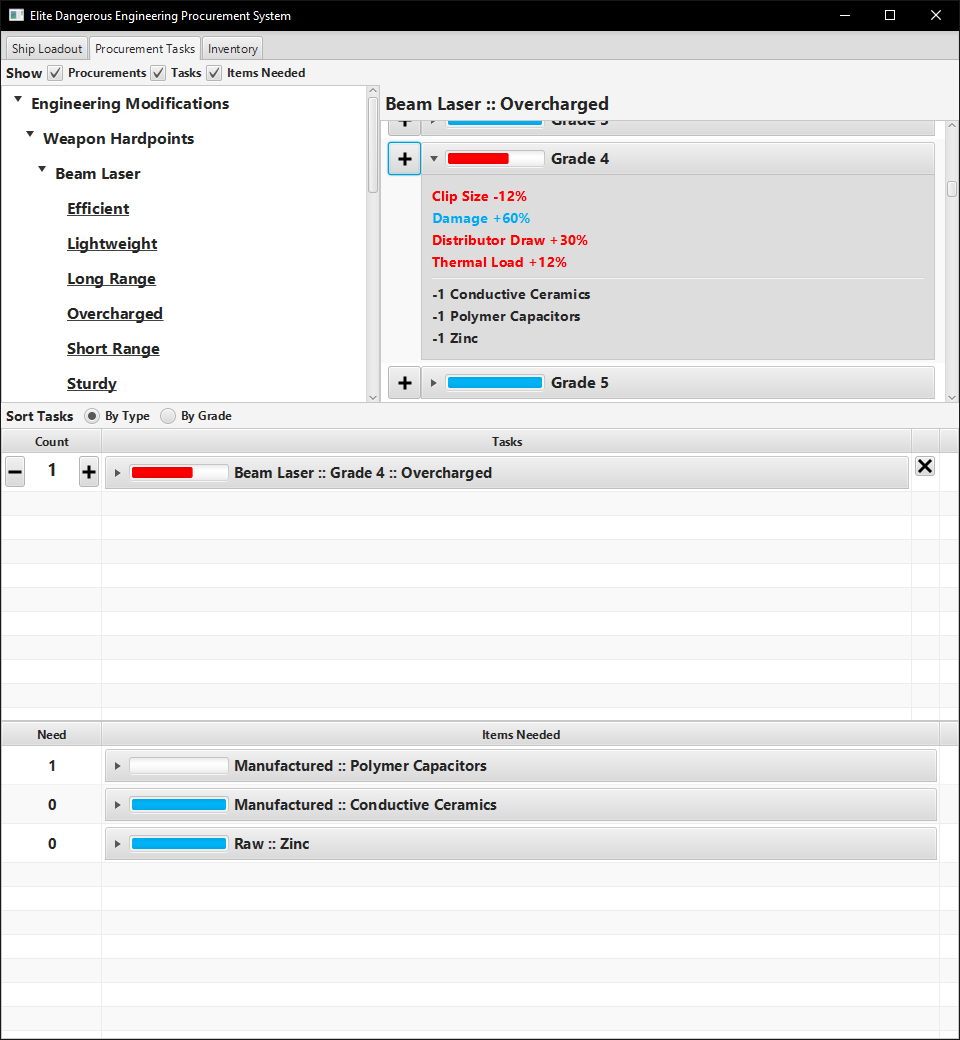 Elite Dangerous Engineering Procurement System
Ship Loadout Procurement Tasks Inventory
Show Procurements Tasks Items Needed
Engineering Modifications
Weapon Hardpoints
Beam Laser
Efficient
Lightweight
Long Range
Overcharged
Short Range
Sturdy
Beam Laser :: Overcharged
+ Grade 3
+ Grade 4
Clip Size -12%
Damage +60%
Distributor Draw +30%
Thermal Load +12%
-1 Conductive Ceramics
-1 Polymer Capacitors
-1 Zinc
+ Grade 5
Sort Tasks By Type By Grade
Count Tasks
1 Beam Laser :: Grade 4 :: Overcharged
Need Items Needed
1 Manufactured :: Polymer Capacitors
0 Manufactured :: Conductive Ceramics
0 Raw :: Zinc